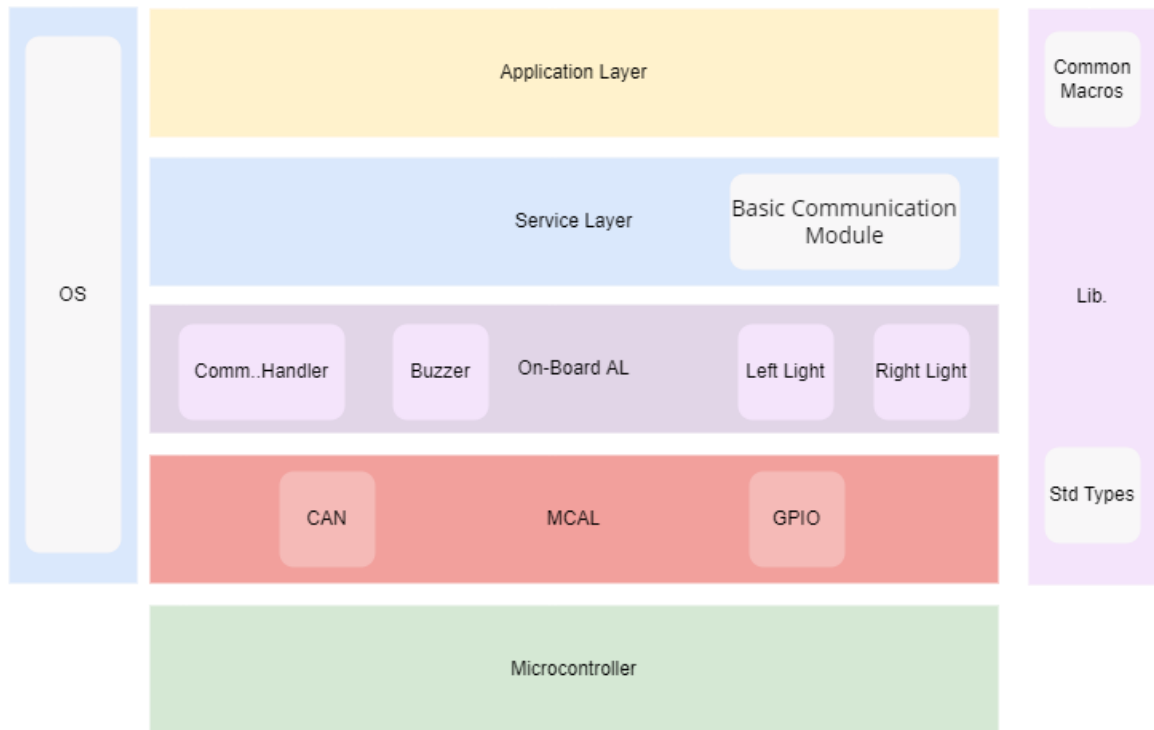 Application Layer
Common
Macros
Service Layer
Basic Communication
Module
OS
Lib.
Comm..Handler
Buzzer
On-Board AL
Left Light
Right Light
CAN
MCAL
GPIO
Std Types
Microcontroller